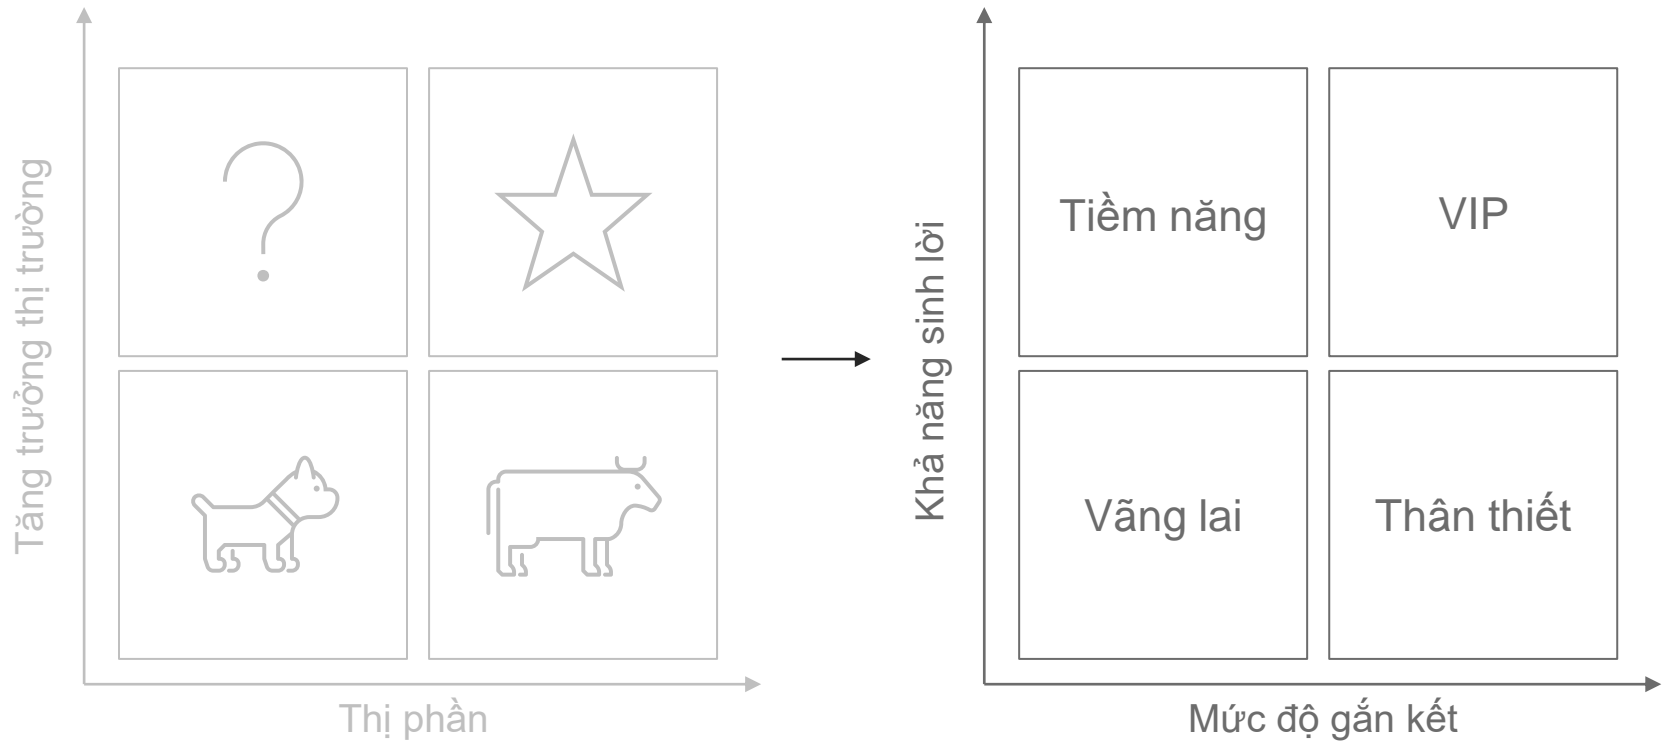 Tăng trưởng thị trường
Thị phần
Khả năng sinh lời
Tiềm năng
VIP
Vãng lai
Thân thiết
Mức độ gắn kết